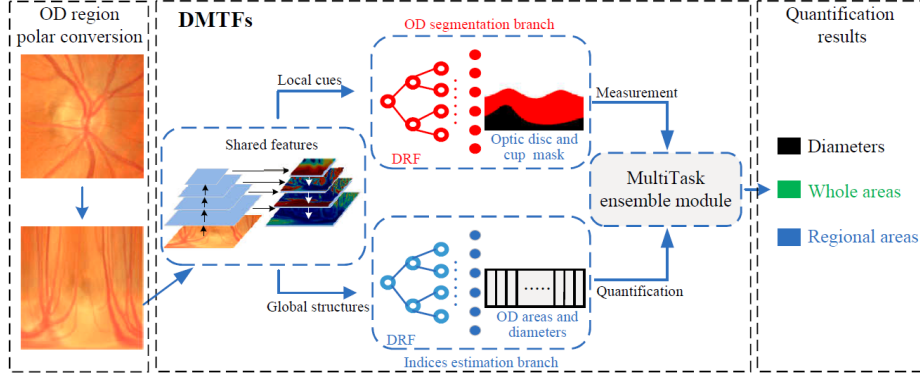 OD region
polar conversion
DMTFs
Shared features
Local cues
Global structures
OD segmentation branch
DRF
Optic disc and
cup mask
DRF
OD areas and
diameters
Indices estimation branch
Measurement
MultiTask
ensemble module
Quantification
Quantification
results
Diameters
Whole areas
Regional areas